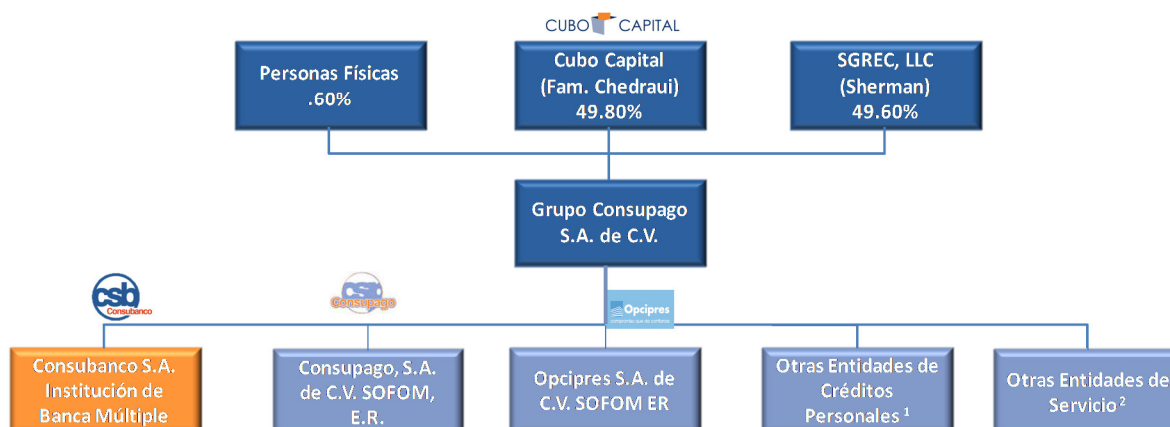 CUBO CAPITAL
Personas Físicas
.60%
Cubo Capital
(Fam. Chedraui)
49.80%
SGREC, LLC
(Sherman)
49.60%
Grupo Consupago
S.A. de C.V.
csb
Consubanco
csp
Consupago
Opcipres
Consubanco S.A.
Institución de
Banca Múltiple
Consupago, S.A.
de C.V. SOFOM,
E.R.
Opcipres S.A. de
C.V. SOFOM ER
Otras Entidades de
Créditos
Personales 1
Otras Entidades de
Servicio 2